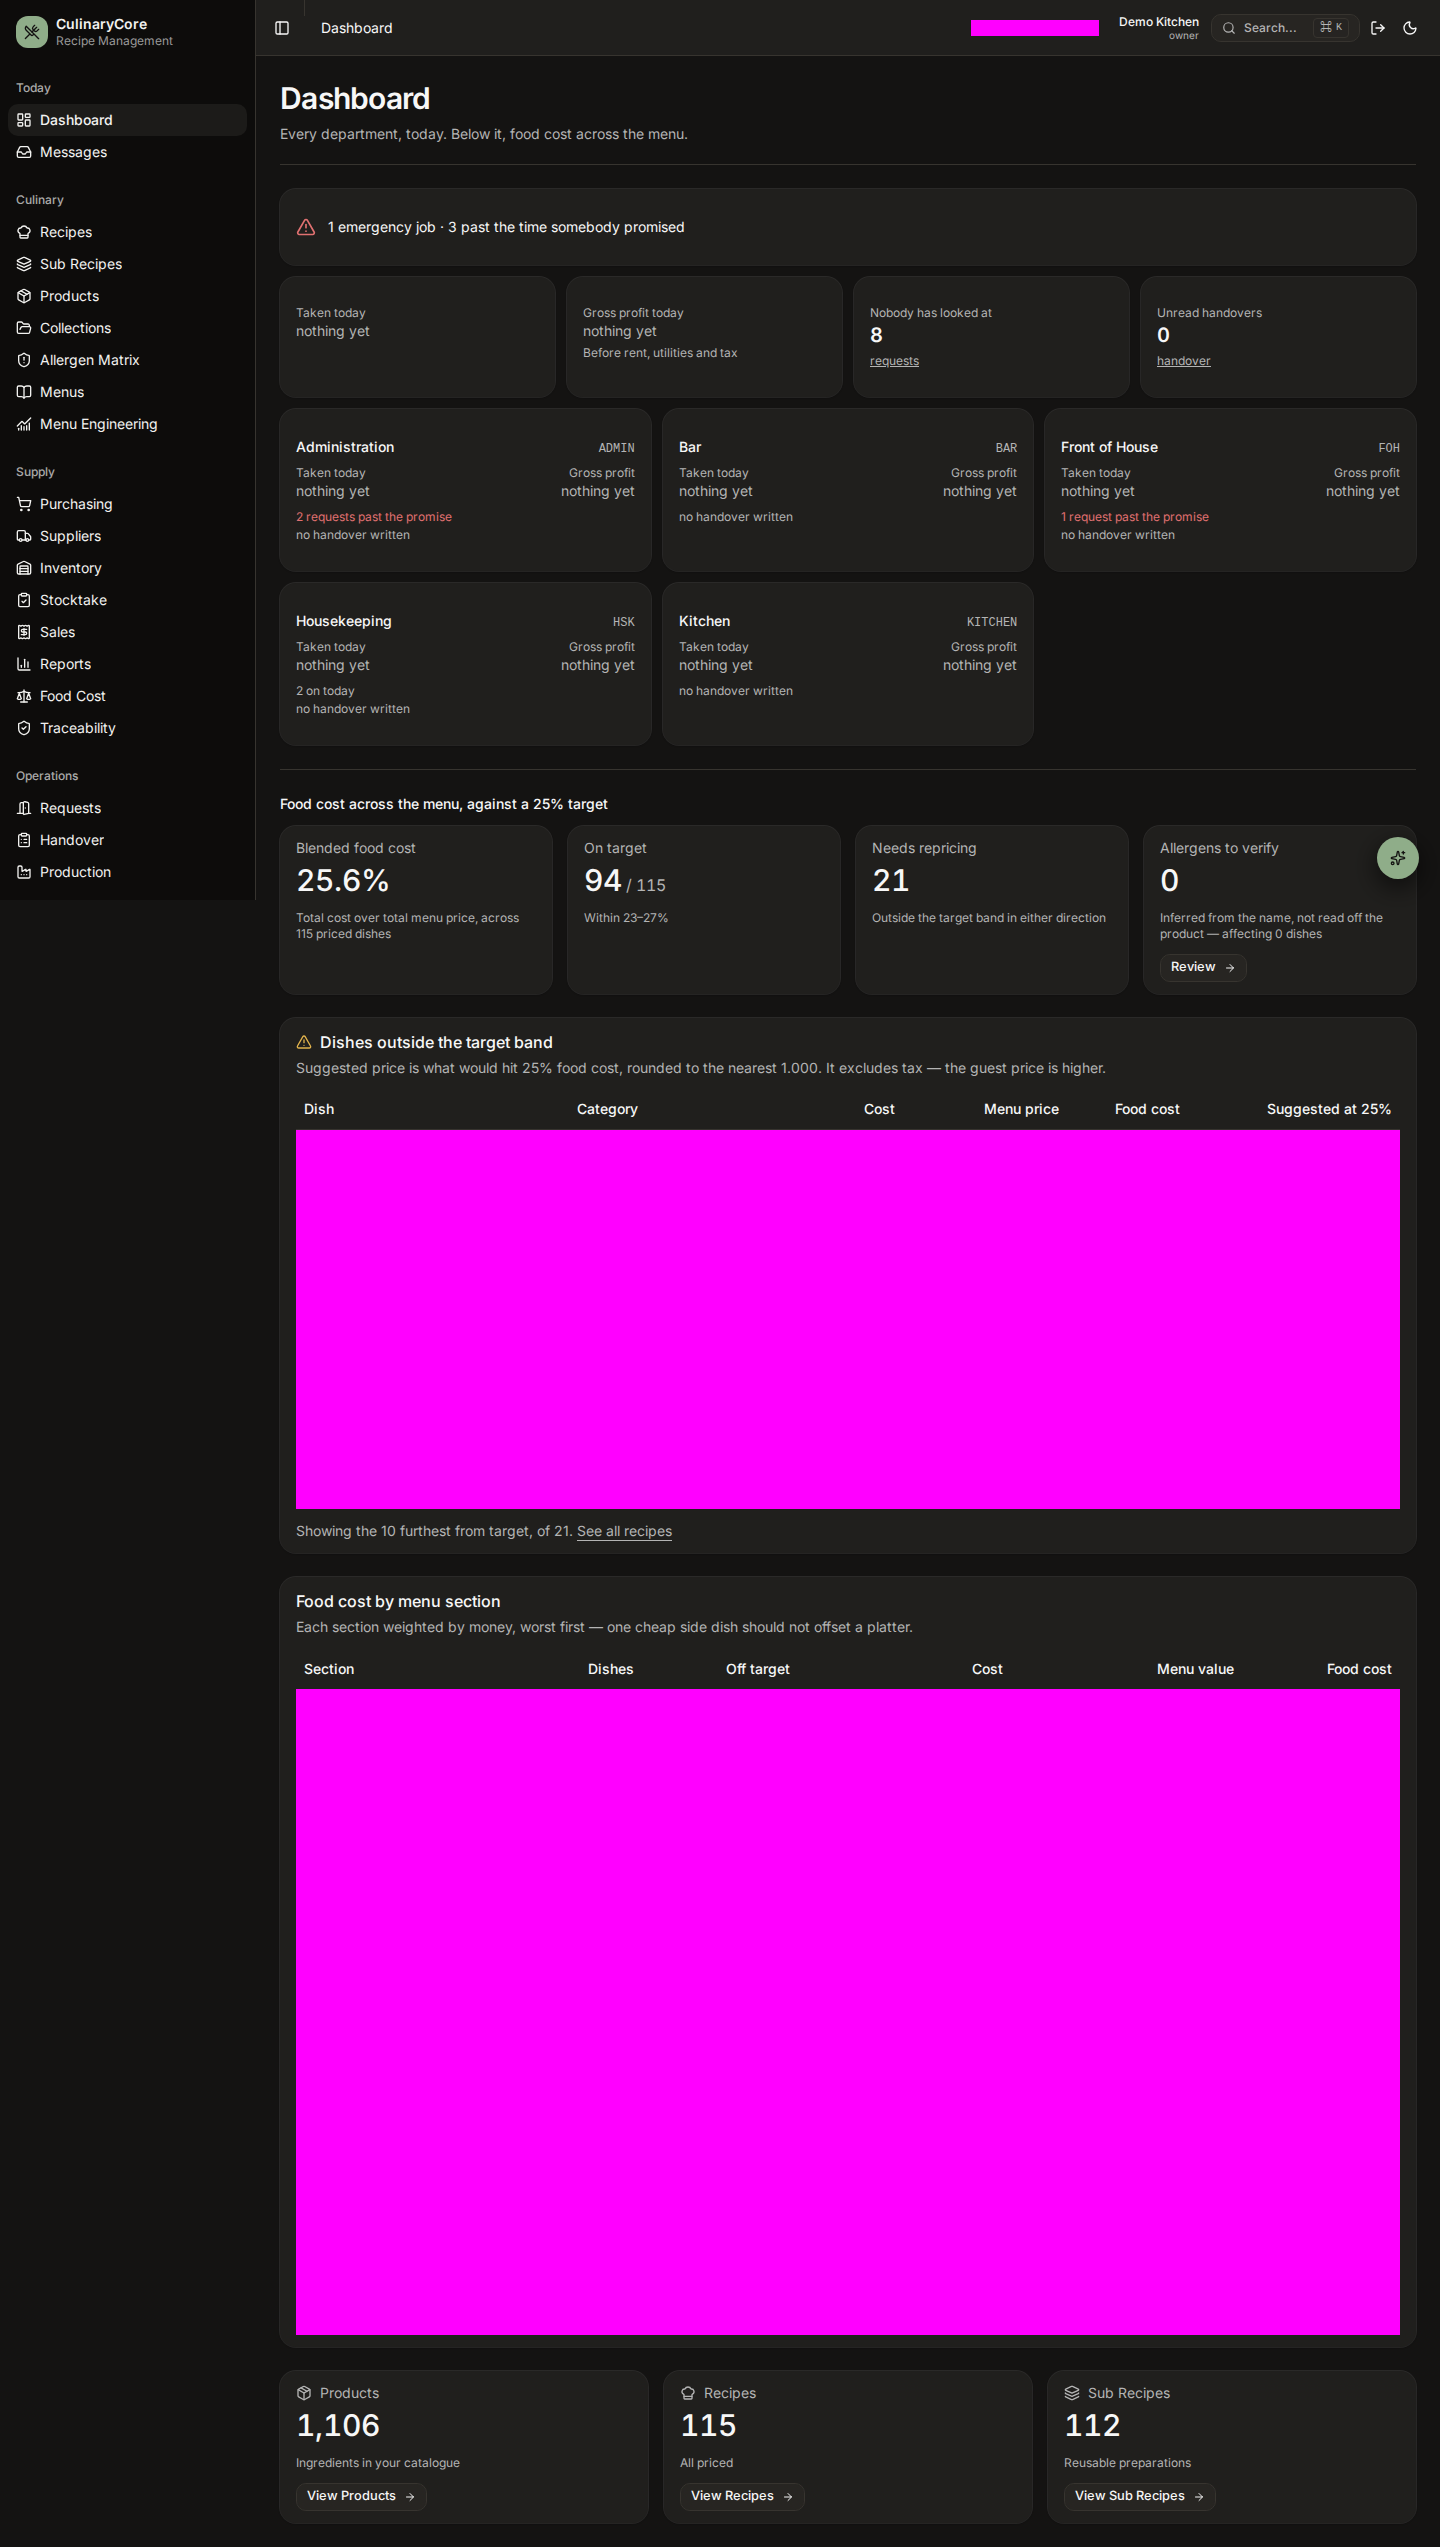 CulinaryCore
Recipe Management
Today
Dashboard
Messages
Culinary
Recipes
Sub Recipes
Products
Collections
Allergen Matrix
Menus
Menu Engineering
Supply
Purchasing
Suppliers
Inventory
Stocktake
Sales
Reports
Food Cost
Traceability
Operations
Requests
Handover
Production
Dashboard
Demo Kitchen
owner
Search... ⌘ K
Dashboard
Every department, today. Below it, food cost across the menu.
1 emergency job · 3 past the time somebody promised
Taken today
nothing yet
Gross profit today
nothing yet
Before rent, utilities and tax
Nobody has looked at
8
requests
Unread handovers
0
handover
Administration ADMIN
Taken today Gross profit
nothing yet nothing yet
2 requests past the promise
no handover written
Bar BAR
Taken today Gross profit
nothing yet nothing yet
no handover written
Front of House FOH
Taken today Gross profit
nothing yet nothing yet
1 request past the promise
no handover written
Housekeeping HSK
Taken today Gross profit
nothing yet nothing yet
2 on today
no handover written
Kitchen KITCHEN
Taken today Gross profit
nothing yet nothing yet
no handover written
Food cost across the menu, against a 25% target
Blended food cost
25.6%
Total cost over total menu price, across
115 priced dishes
On target
94 / 115
Within 23–27%
Needs repricing
21
Outside the target band in either direction
Allergens to verify
0
Inferred from the name, not read off the
product — affecting 0 dishes
Review
Dishes outside the target band
Suggested price is what would hit 25% food cost, rounded to the nearest 1.000. It excludes tax — the guest price is higher.
Dish Category Cost Menu price Food cost Suggested at 25%
Showing the 10 furthest from target, of 21. See all recipes
Food cost by menu section
Each section weighted by money, worst first — one cheap side dish should not offset a platter.
Section Dishes Off target Cost Menu value Food cost
Products
1,106
Ingredients in your catalogue
View Products
Recipes
115
All priced
View Recipes
Sub Recipes
112
Reusable preparations
View Sub Recipes